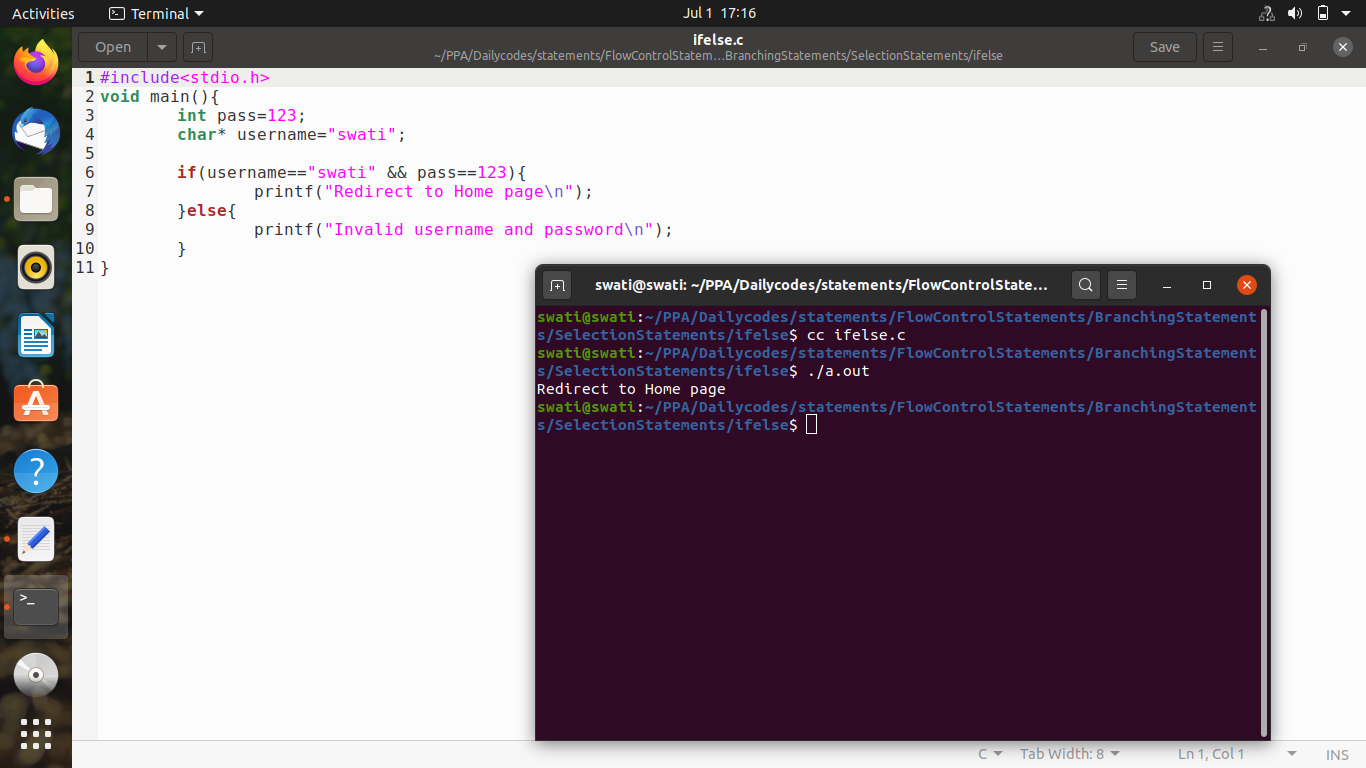 Activities Terminal Jul 1 17:16
Open ifelse.c Save
~/PPA/Dailycodes/statements/FlowControlStatem...BranchingStatements/SelectionStatements/ifelse
1 #include<stdio.h>
2 void main(){
3 int pass=123;
4 char* username="swati";
5
6 if(username=="swati" && pass==123){
7 printf("Redirect to Home page\n");
8 }else{
9 printf("Invalid username and password\n");
10 }
11 }
swati@swati: ~/PPA/Dailycodes/statements/FlowControlState...
swati@swati:~/PPA/Dailycodes/statements/FlowControlStatements/BranchingStatement
s/SelectionStatements/ifelse$ cc ifelse.c
swati@swati:~/PPA/Dailycodes/statements/FlowControlStatements/BranchingStatement
s/SelectionStatements/ifelse$ ./a.out
Redirect to Home page
swati@swati:~/PPA/Dailycodes/statements/FlowControlStatements/BranchingStatement
s/SelectionStatements/ifelse$
C Tab Width: 8 Ln 1, Col 1 INS